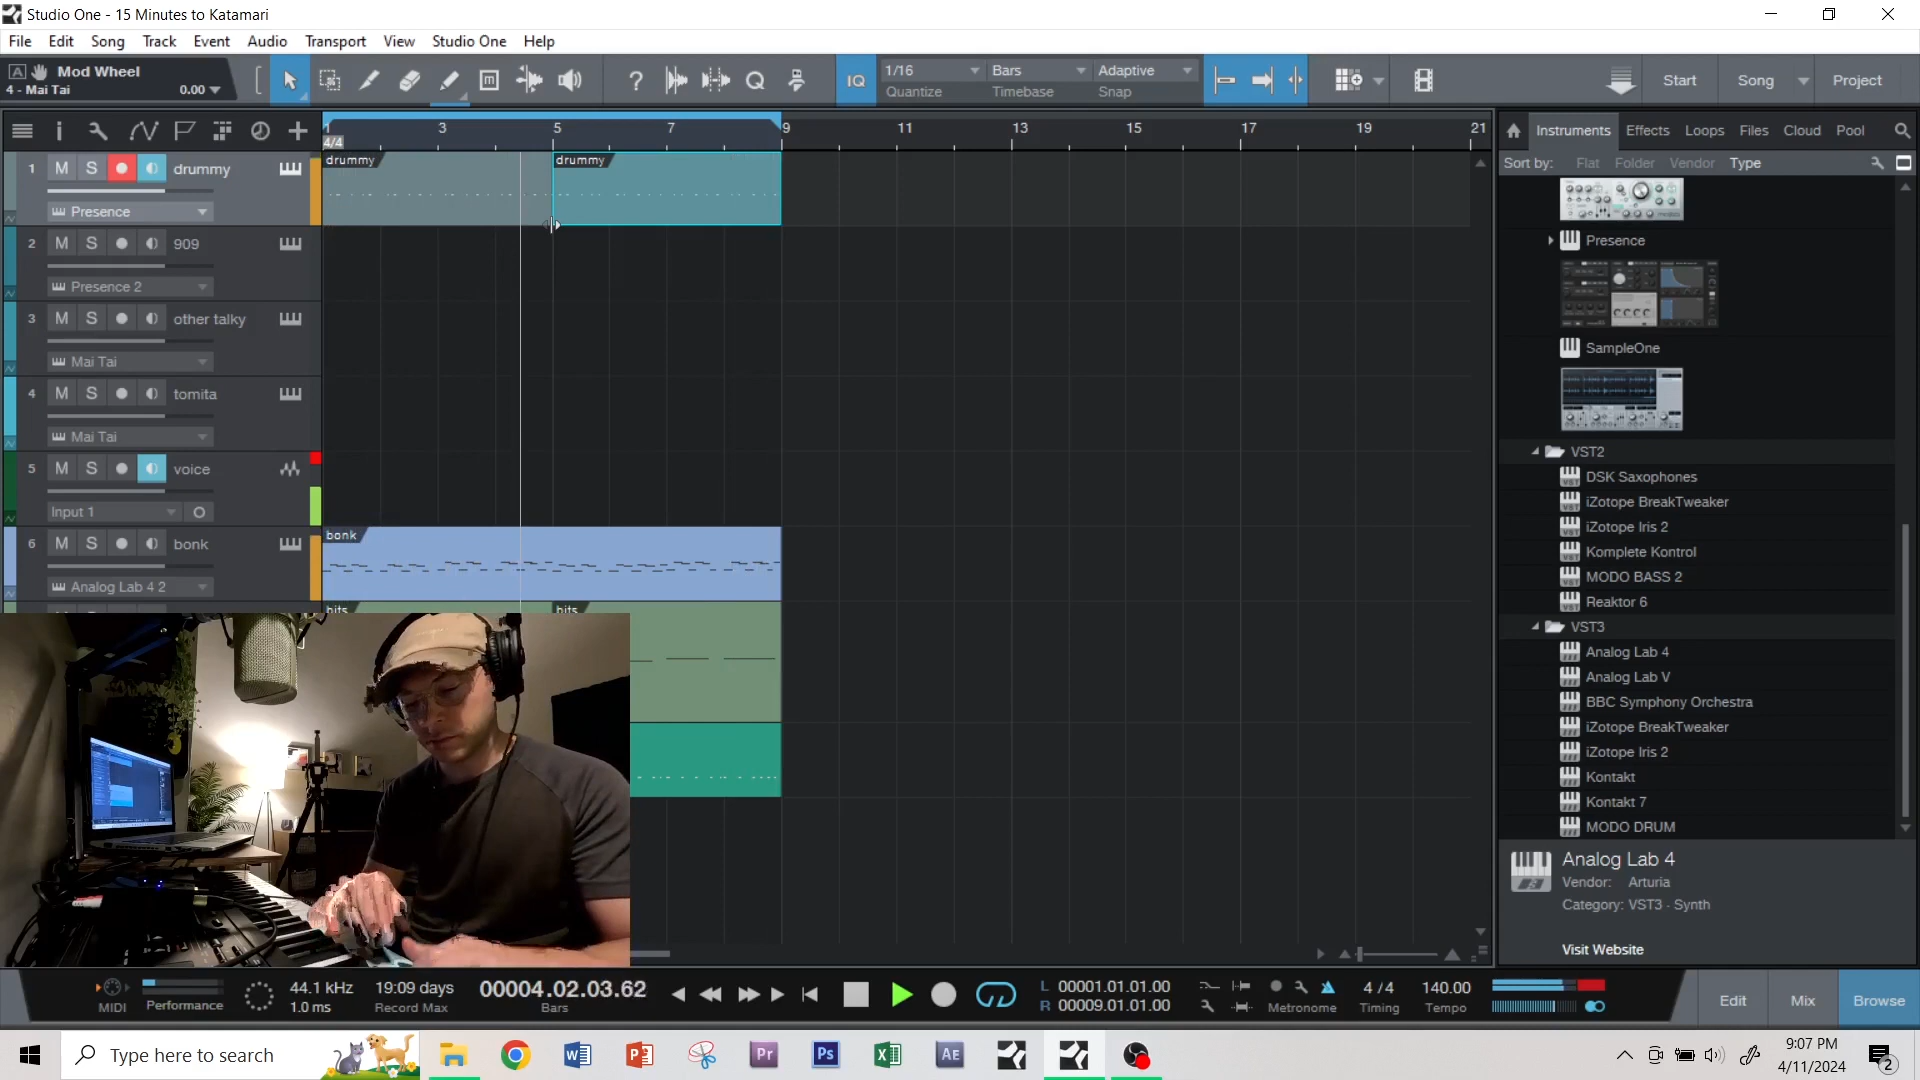 Studio One - 15 Minutes to Katamari
File Edit Song Track Event Audio Transport View Studio One Help
A Mod Wheel
4 - Mai Tai 0.00
IQ 1/16 Bars Adaptive
Quantize Timebase Snap
Start Song Project
1 3 5 7 9 11 13 15 17 19 21
4/4
Instruments Effects Loops Files Cloud Pool
Sort by: Flat Folder Vendor Type
1 M S drummy
Presence
drummy drummy
2 M S 909
Presence 2
3 M S other talky
Mai Tai
4 M S tomita
Mai Tai
5 M S voice
Input 1
6 M S bonk
Analog Lab 4 2
bonk
hits hits
Presence
SampleOne
VST2
DSK Saxophones
iZotope BreakTweaker
iZotope Iris 2
Komplete Kontrol
MODO BASS 2
Reaktor 6
VST3
Analog Lab 4
Analog Lab V
BBC Symphony Orchestra
iZotope BreakTweaker
iZotope Iris 2
Kontakt
Kontakt 7
MODO DRUM
Analog Lab 4
Vendor: Arturia
Category: VST3 - Synth
Visit Website
MIDI
Performance
44.1 kHz
1.0 ms
19:09 days
Record Max
00004.02.03.62
Bars
L 00001.01.01.00
R 00009.01.01.00
Metronome
4 / 4
Timing
140.00
Tempo
Edit Mix Browse
Type here to search
Pr Ps AE
9:07 PM
4/11/2024
2